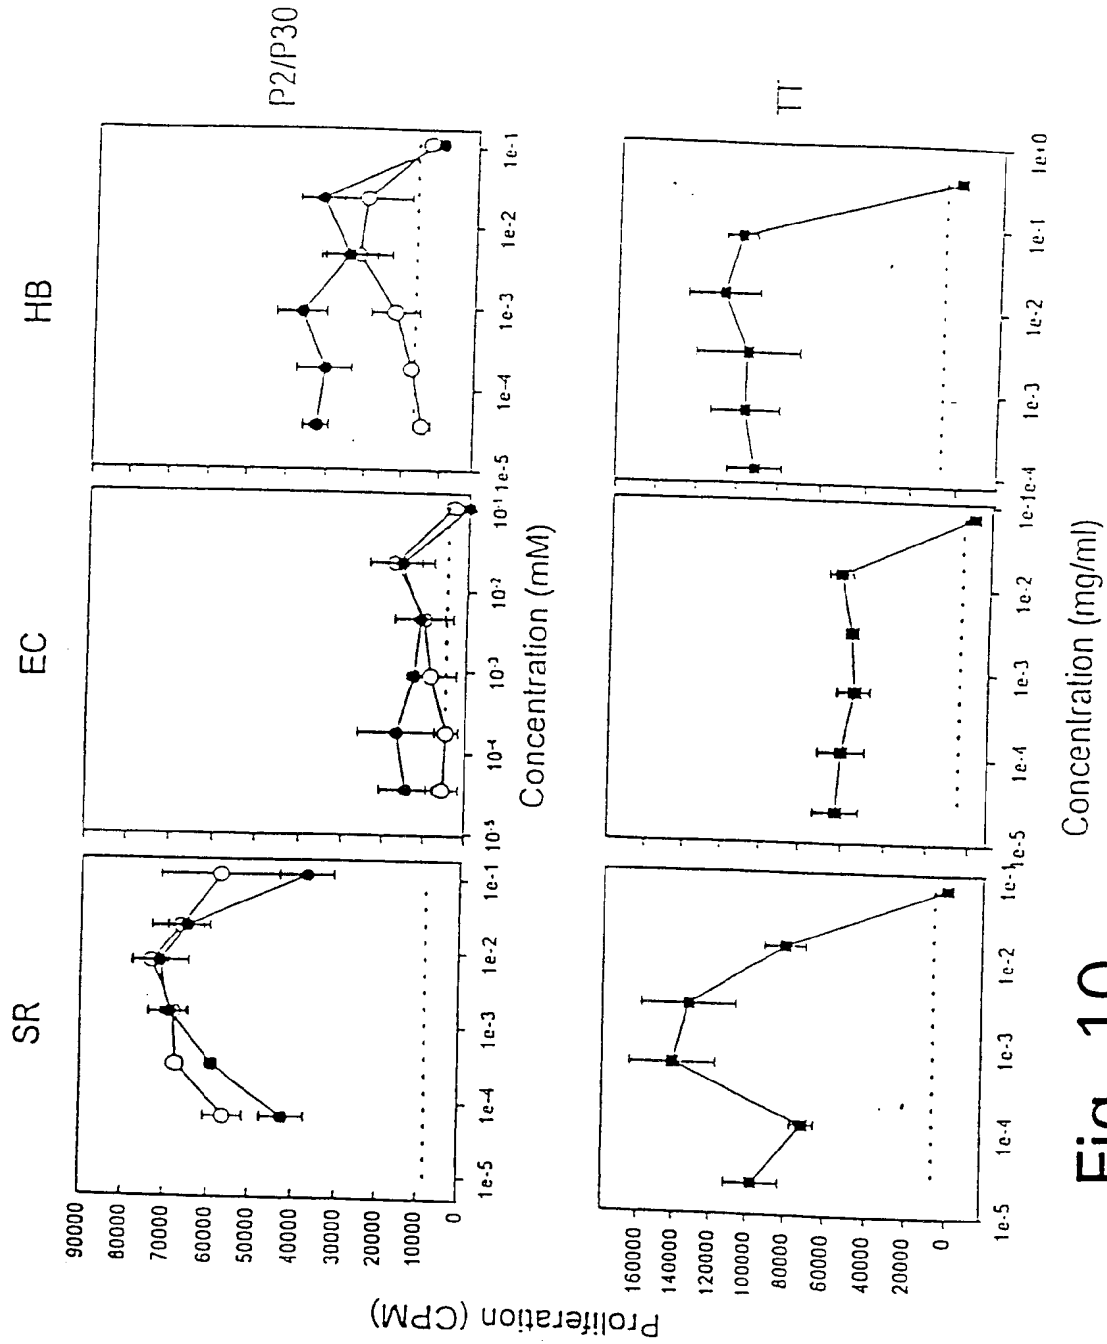 SR
EC
HB
Proliferation (CPM)
90000
80000
70000
60000
50000
40000
30000
20000
10000
0
1e-5
1e-4
1e-3
1e-2
1e-1
10-5
10-4
10-3
10-2
10-1
1e-5
1e-4
1e-3
1e-2
1e-1
P2/P30
Concentration (mM)
160000
140000
120000
100000
80000
60000
40000
20000
0
1e-5
1e-4
1e-3
1e-2
1e-1
1e-5
1e-4
1e-3
1e-2
1e-1
1e-4
1e-3
1e-2
1e-1
1e+0
TT
Concentration (mg/ml)
Fig. 10